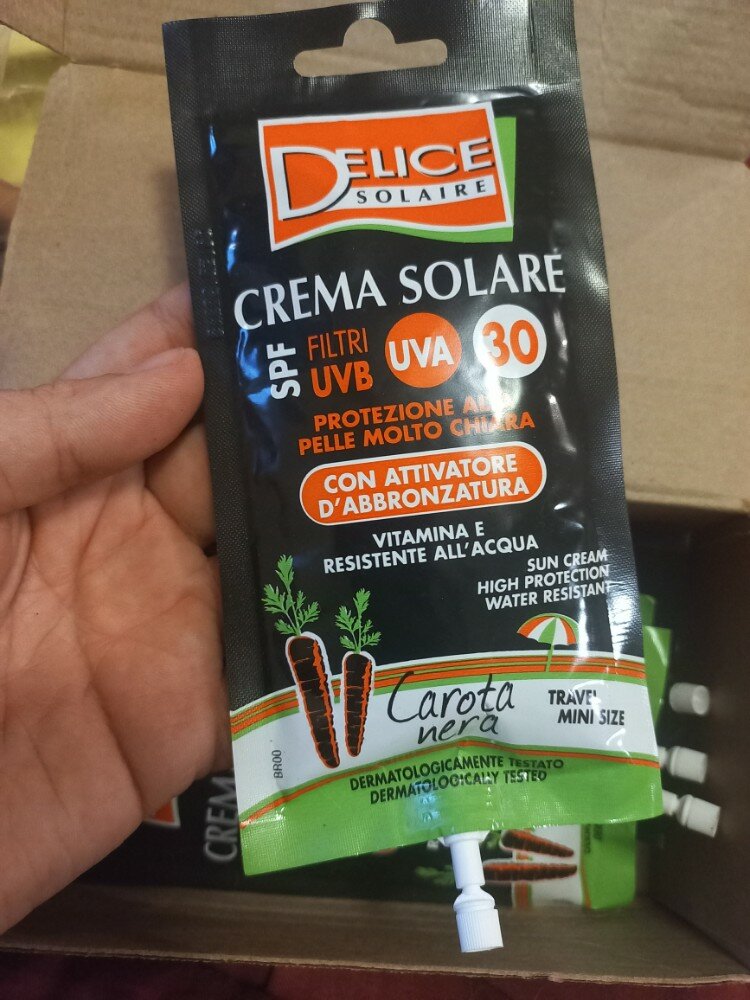 DELICE
SOLAIRE
CREMA SOLARE
SPF
FILTRI
UVB
UVA
30
PROTEZIONE
PELLE MOLTO CHIARA
CON ATTIVATORE
D'ABBRONZATURA
VITAMINA E
RESISTENTE ALL'ACQUA
SUN CREAM
HIGH PROTECTION
WATER RESISTANT
Carota
nera
TRAVEL
MINI SIZE
BR00
DERMATOLOGICAMENTE TESTATO
DERMATOLOGICALLY TESTED
CREM